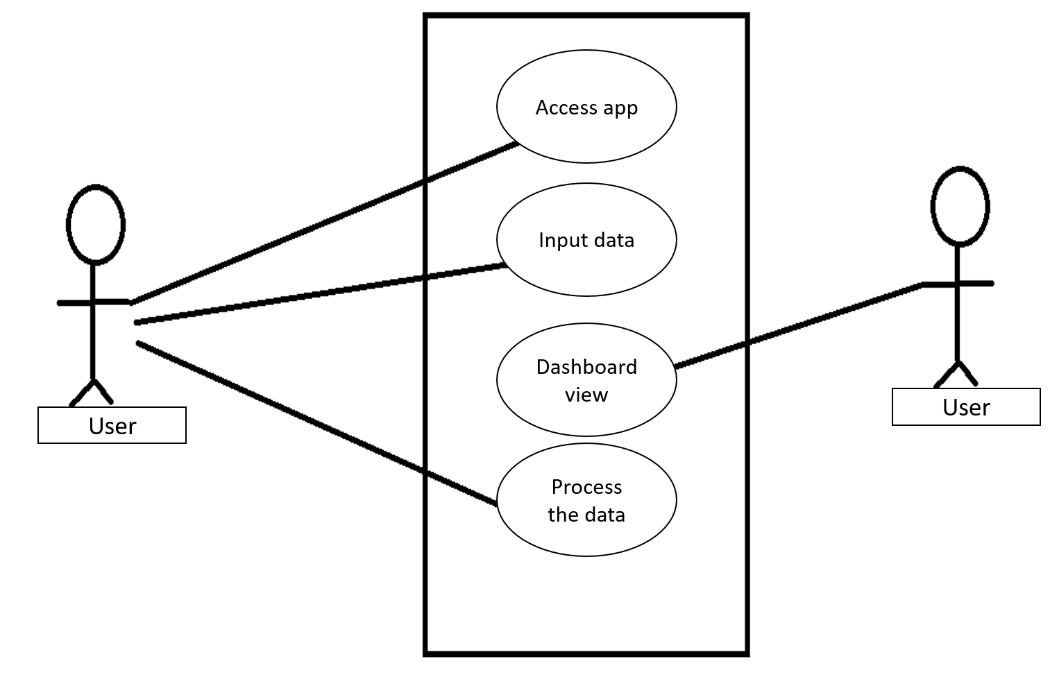 Access app
Input data
Dashboard
view
Process
the data
User
User